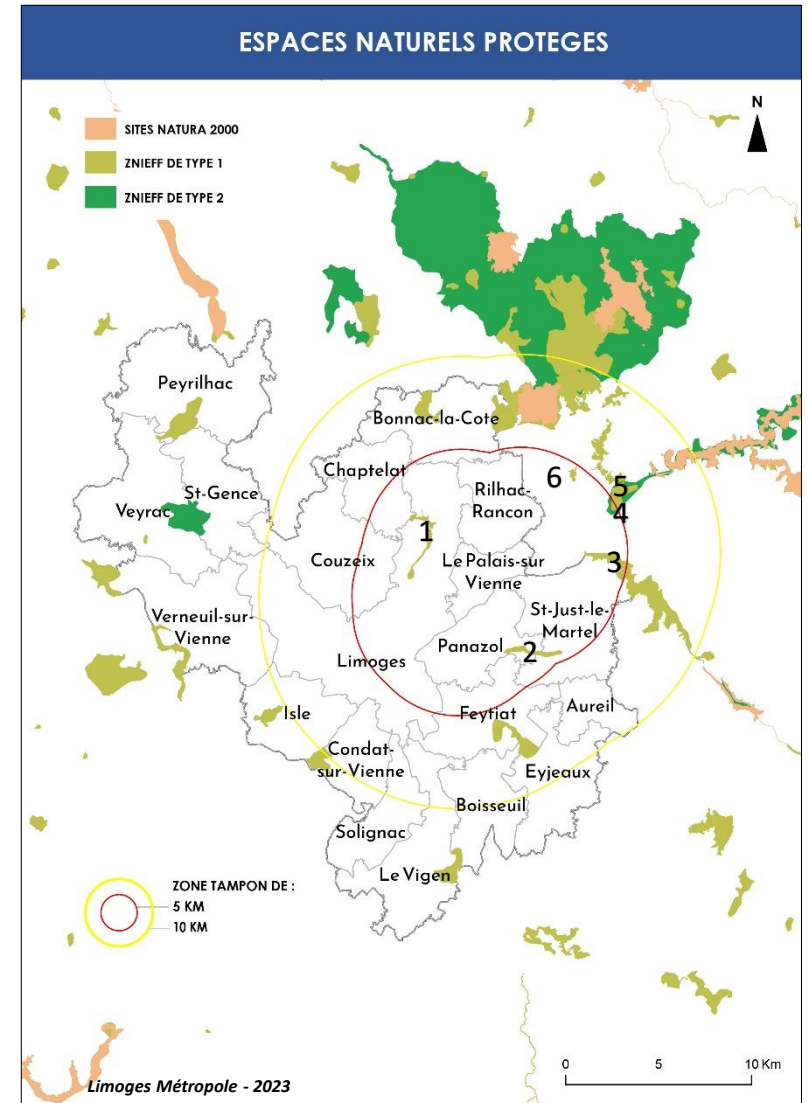 ESPACES NATURELS PROTEGES
N
SITES NATURA 2000
ZNIEFF DE TYPE 1
ZNIEFF DE TYPE 2
Peyrilhac
Bonnac-la-Cote
Chaptelat
6
5
St-Gence
Rilhac-
Rancon
Veyrac
4
1
Couzeix
Le Palais-sur
Vienne
3
Verneuil-sur-
Vienne
St-Just-le-
Martel
Panazol
2
Limoges
Isle
Feytiat
Aureil
Condat-
sur-Vienne
Eyjeaux
Boisseuil
Solignac
Le Vigen
ZONE TAMPON DE :
5 KM
10 KM
0 5 10 Km
Limoges Métropole - 2023